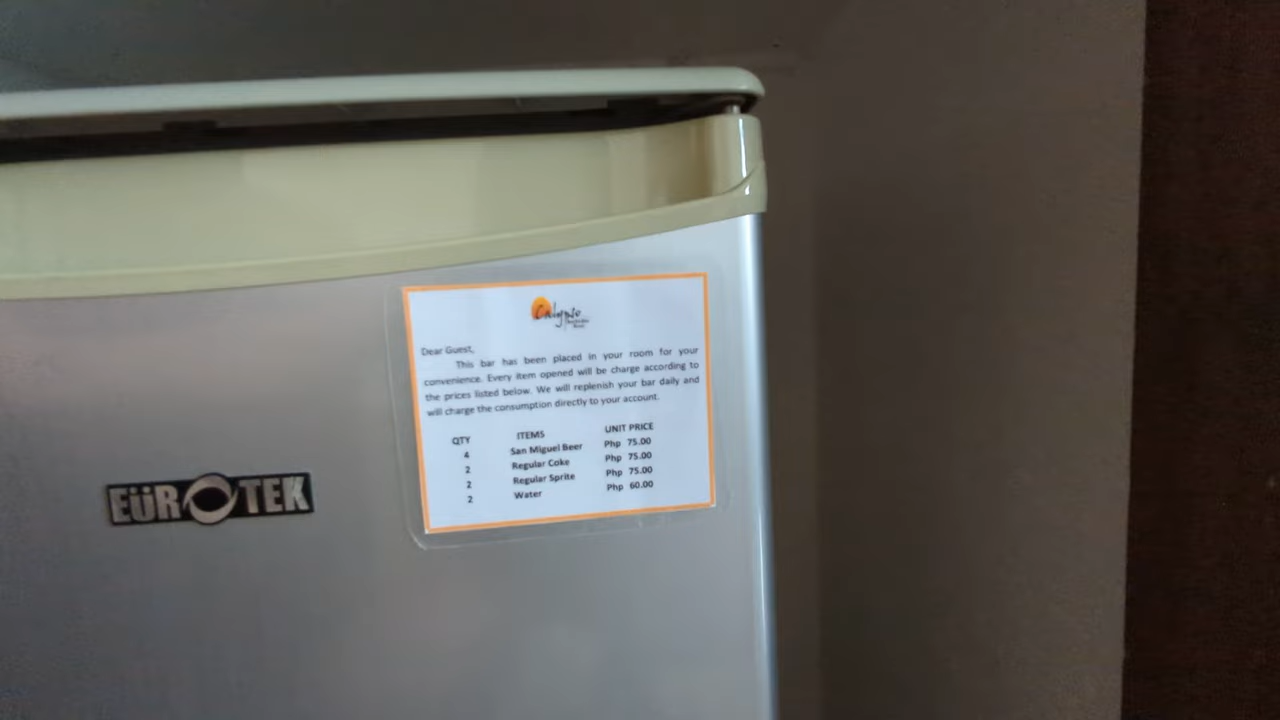 Calypso
Dear Guest,
This bar has been placed in your room for your
convenience. Every item opened will be charge according to
the prices listed below. We will replenish your bar daily and
will charge the consumption directly to your account.
QTY ITEMS UNIT PRICE
4 San Miguel Beer Php 75.00
2 Regular Coke Php 75.00
2 Regular Sprite Php 75.00
2 Water Php 60.00
EÜROTEK